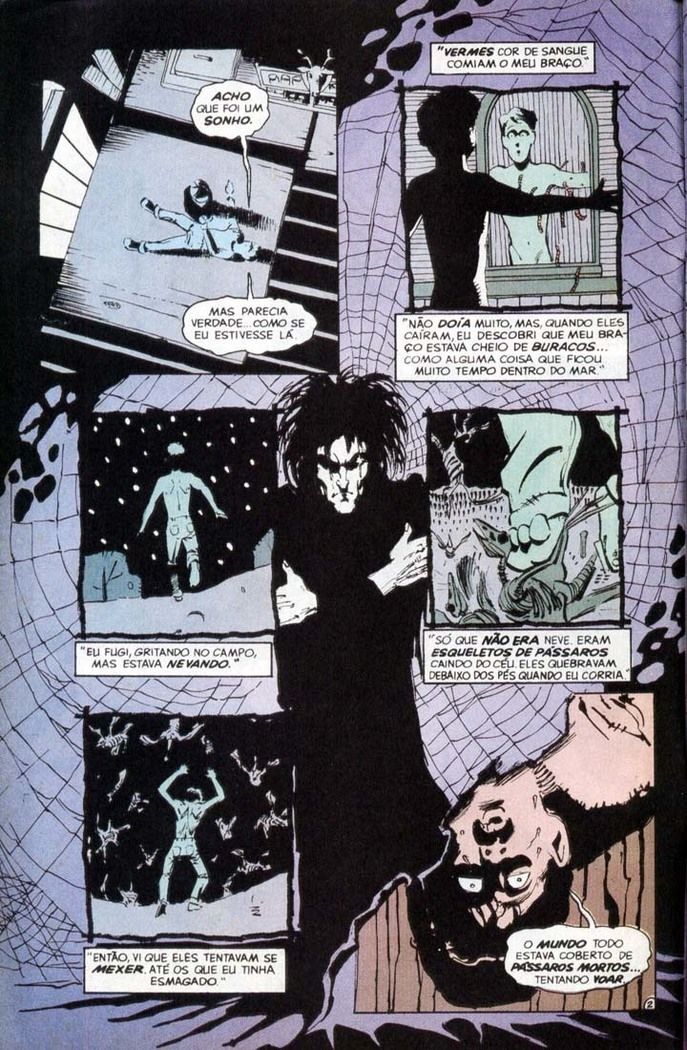 ACHO
QUE FOI UM
SONHO.
MAS PARECIA
VERDADE... COMO SE
EU ESTIVESSE LÁ.
"VERMES COR DE SANGUE
COMIAM O MEU BRAÇO."
"NÃO DOÍA MUITO, MAS, QUANDO ELES
CAÍRAM, EU DESCOBRI QUE MEU BRA-
ÇO ESTAVA CHEIO DE BURACOS...
COMO ALGUMA COISA QUE FICOU
MUITO TEMPO DENTRO DO MAR."
"EU FUGI, GRITANDO NO CAMPO,
MAS ESTAVA NEVANDO."
"SÓ QUE NÃO ERA NEVE. ERAM
ESQUELETOS DE PÁSSAROS
CAINDO DO CÉU. ELES QUEBRAVAM
DEBAIXO DOS PÉS QUANDO EU CORRIA."
"ENTÃO, VI QUE ELES TENTAVAM SE
MEXER. ATÉ OS QUE EU TINHA
ESMAGADO."
O MUNDO TODO
ESTAVA COBERTO DE
PÁSSAROS MORTOS...
TENTANDO VOAR.
2